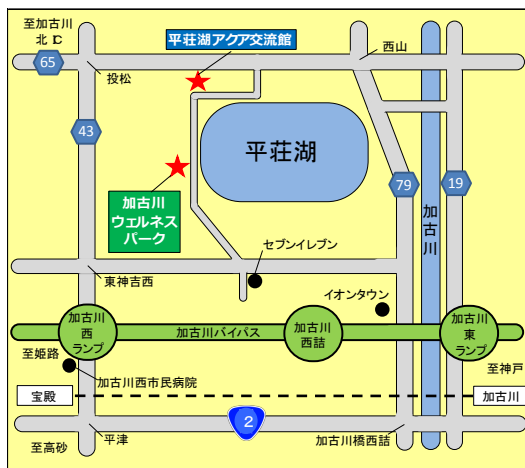 至加古川
北IC
平荘湖アクア交流館
西山
65
投松
43
平荘湖
加古川
ウェルネス
パーク
79
19
加古川
セブンイレブン
東神吉西
イオンタウン
加古川
西
ランプ
加古川バイパス
加古川
西詰
加古川
東
ランプ
至姫路
至神戸
加古川西市民病院
宝殿
加古川
2
至高砂
平津
加古川橋西詰